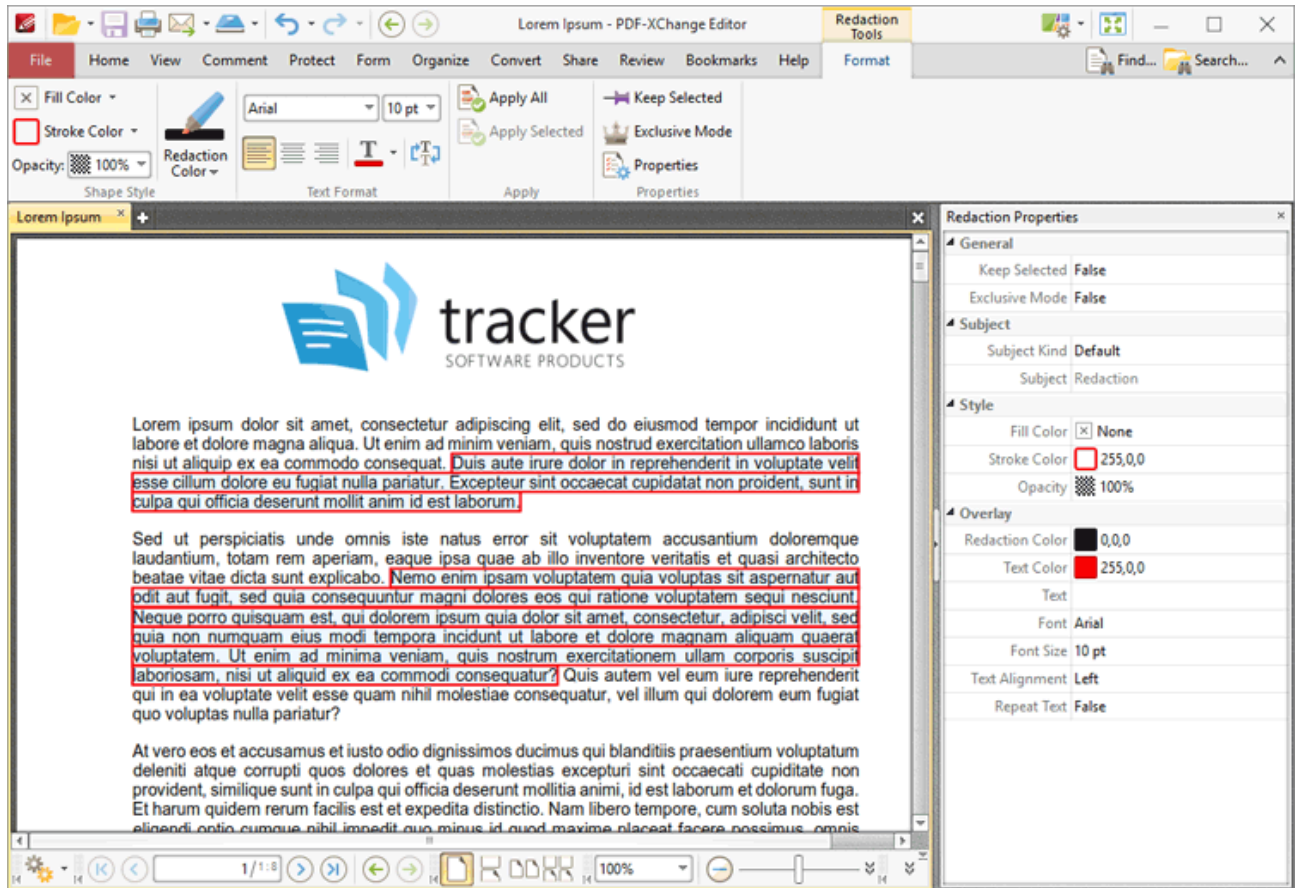 Lorem Ipsum - PDF-XChange Editor
Redaction Tools
File Home View Comment Protect Form Organize Convert Share Review Bookmarks Help Format Find... Search...
Fill Color
Stroke Color
Opacity: 100%
Shape Style
Redaction Color
Arial 10 pt
Text Format
Apply All
Apply Selected
Apply
Keep Selected
Exclusive Mode
Properties
Properties
Lorem Ipsum
tracker
SOFTWARE PRODUCTS
Lorem ipsum dolor sit amet, consectetur adipiscing elit, sed do eiusmod tempor incididunt ut
labore et dolore magna aliqua. Ut enim ad minim veniam, quis nostrud exercitation ullamco laboris
nisi ut aliquip ex ea commodo consequat. Duis aute irure dolor in reprehenderit in voluptate velit
esse cillum dolore eu fugiat nulla pariatur. Excepteur sint occaecat cupidatat non proident, sunt in
culpa qui officia deserunt mollit anim id est laborum.
Sed ut perspiciatis unde omnis iste natus error sit voluptatem accusantium doloremque
laudantium, totam rem aperiam, eaque ipsa quae ab illo inventore veritatis et quasi architecto
beatae vitae dicta sunt explicabo. Nemo enim ipsam voluptatem quia voluptas sit aspernatur aut
odit aut fugit, sed quia consequuntur magni dolores eos qui ratione voluptatem sequi nesciunt.
Neque porro quisquam est, qui dolorem ipsum quia dolor sit amet, consectetur, adipisci velit, sed
quia non numquam eius modi tempora incidunt ut labore et dolore magnam aliquam quaerat
voluptatem. Ut enim ad minima veniam, quis nostrum exercitationem ullam corporis suscipit
laboriosam, nisi ut aliquid ex ea commodi consequatur? Quis autem vel eum iure reprehenderit
qui in ea voluptate velit esse quam nihil molestiae consequatur, vel illum qui dolorem eum fugiat
quo voluptas nulla pariatur?
At vero eos et accusamus et iusto odio dignissimos ducimus qui blanditiis praesentium voluptatum
deleniti atque corrupti quos dolores et quas molestias excepturi sint occaecati cupiditate non
provident, similique sunt in culpa qui officia deserunt mollitia animi, id est laborum et dolorum fuga.
Et harum quidem rerum facilis est et expedita distinctio. Nam libero tempore, cum soluta nobis est
eligendi optio cumque nihil impedit quo minus id quod maxime placeat facere possimus, omnis
1/1:8 100%
Redaction Properties
General
Keep Selected False
Exclusive Mode False
Subject
Subject Kind Default
Subject Redaction
Style
Fill Color None
Stroke Color 255,0,0
Opacity 100%
Overlay
Redaction Color 0,0,0
Text Color 255,0,0
Text
Font Arial
Font Size 10 pt
Text Alignment Left
Repeat Text False